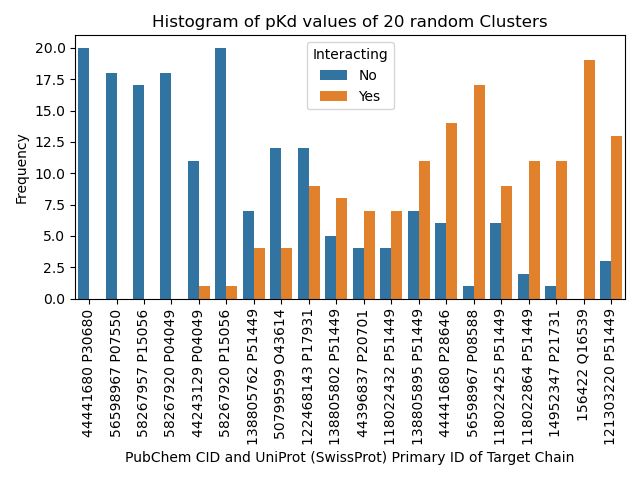 Histogram of pKd values of 20 random Clusters
Interacting
No
Yes
Frequency
20.0
17.5
15.0
12.5
10.0
7.5
5.0
2.5
0.0
44441680 P30680
56598967 P07550
58267957 P15056
58267920 P04049
44243129 P04049
58267920 P15056
138805762 P51449
50799599 O43614
122468143 P17931
138805802 P51449
44396837 P20701
118022432 P51449
138805895 P51449
44441680 P28646
56598967 P08588
118022425 P51449
118022864 P51449
14952347 P21731
156422 Q16539
121303220 P51449
PubChem CID and UniProt (SwissProt) Primary ID of Target Chain